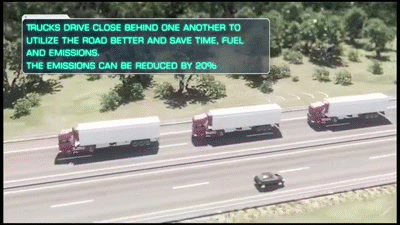 TRUCKS DRIVE CLOSE BEHIND ONE ANOTHER TO
UTILIZE THE ROAD BETTER AND SAVE TIME, FUEL
AND EMISSIONS.
THE EMISSIONS CAN BE REDUCED BY 20%